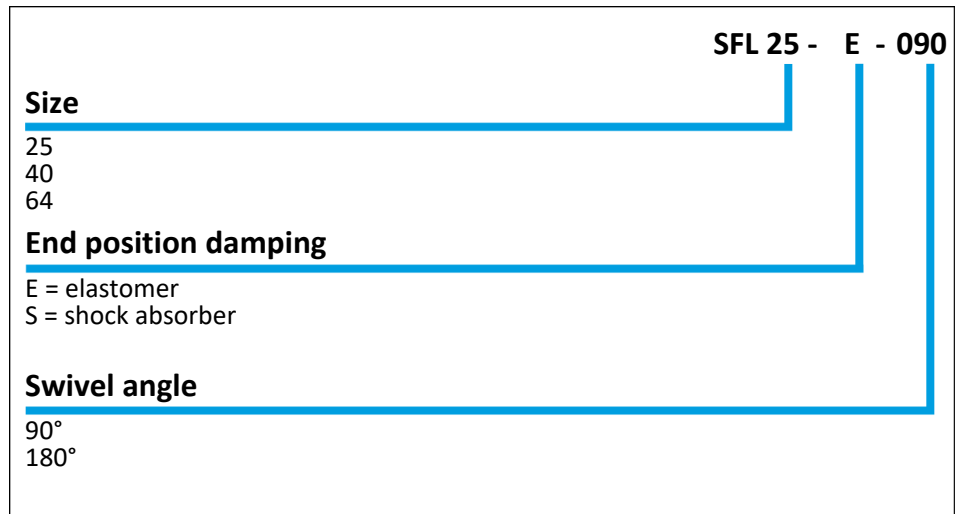 SFL 25 - E - 090
Size
25
40
64
End position damping
E = elastomer
S = shock absorber
Swivel angle
90°
180°